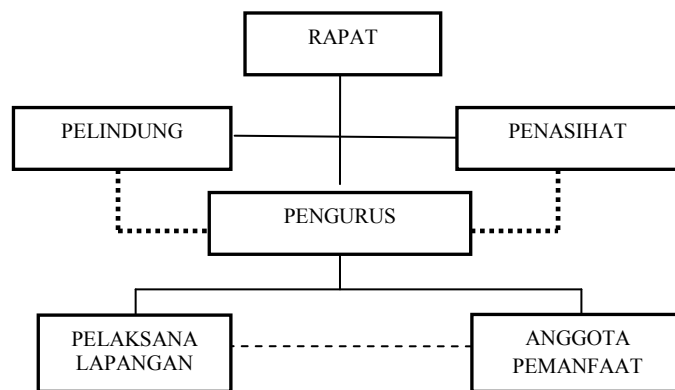 RAPAT
PELINDUNG
PENASIHAT
PENGURUS
PELAKSANA
LAPANGAN
ANGGOTA
PEMANFAAT